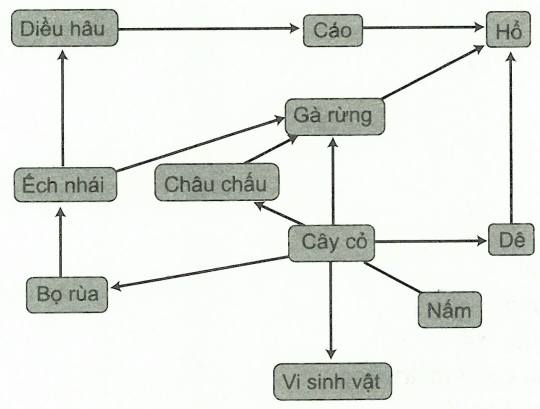 Diều hâu
Cáo
Hổ
Gà rừng
Ếch nhái
Châu chấu
Cây cỏ
Dê
Bọ rùa
Nấm
Vi sinh vật